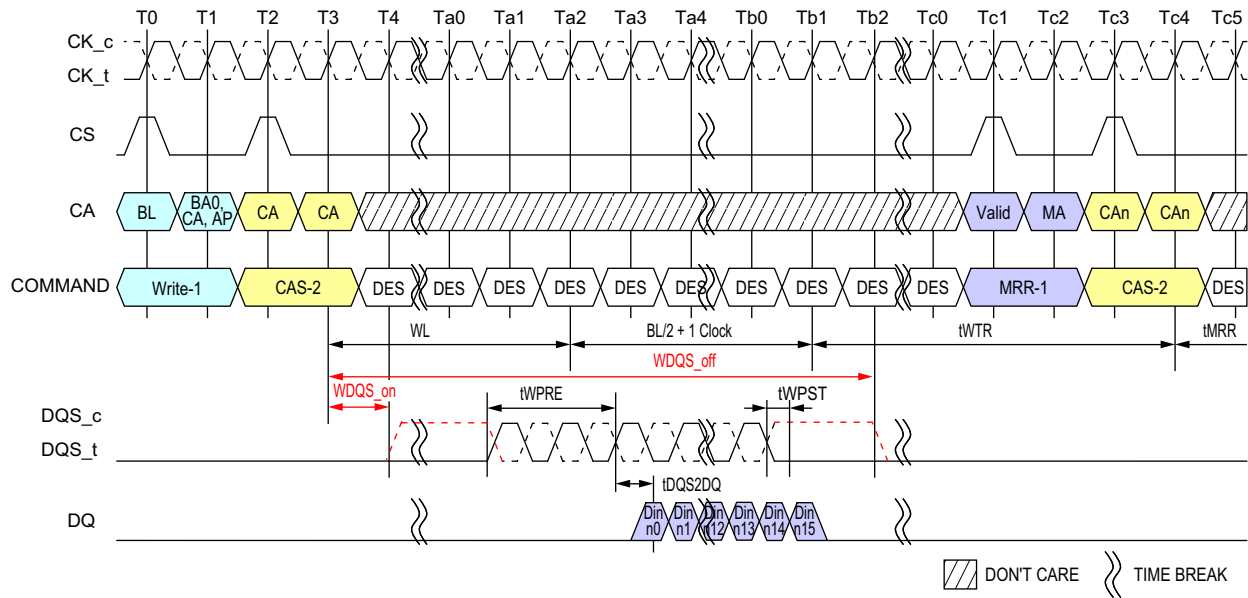 T0 T1 T2 T3 T4 Ta0 Ta1 Ta2 Ta3 Ta4 Tb0 Tb1 Tb2 Tc0 Tc1 Tc2 Tc3 Tc4 Tc5
CK_c
CK_t
CS
CA
BL
BA0,
CA, AP
CA
CA
Valid
MA
CAn
CAn
COMMAND
Write-1
CAS-2
DES
DES
DES
DES
DES
DES
DES
DES
DES
DES
MRR-1
CAS-2
DES
WL
BL/2 + 1 Clock
tWTR
tMRR
WDQS_off
WDQS_on
tWPRE
tWPST
DQS_c
DQS_t
tDQS2DQ
DQ
Din
n0
Din
n1
Din
n12
Din
n13
Din
n14
Din
n15
DON'T CARE
TIME BREAK